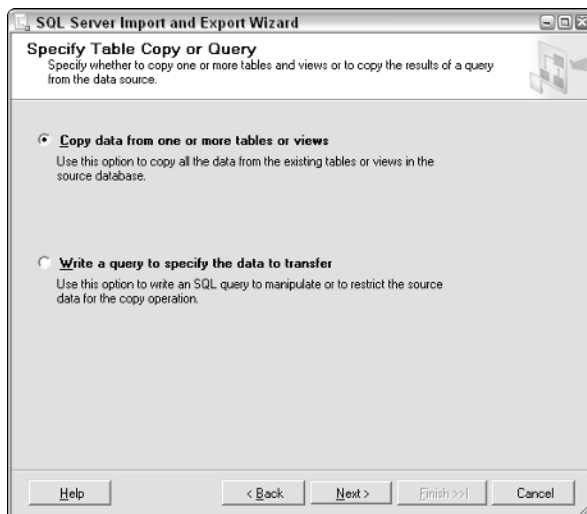 SQL Server Import and Export Wizard
Specify Table Copy or Query
Specify whether to copy one or more tables and views or to copy the results of a query
from the data source.
Copy data from one or more tables or views
Use this option to copy all the data from the existing tables or views in the
source database.
Write a query to specify the data to transfer
Use this option to write an SQL query to manipulate or to restrict the source
data for the copy operation.
Help < Back Next > Finish >>| Cancel